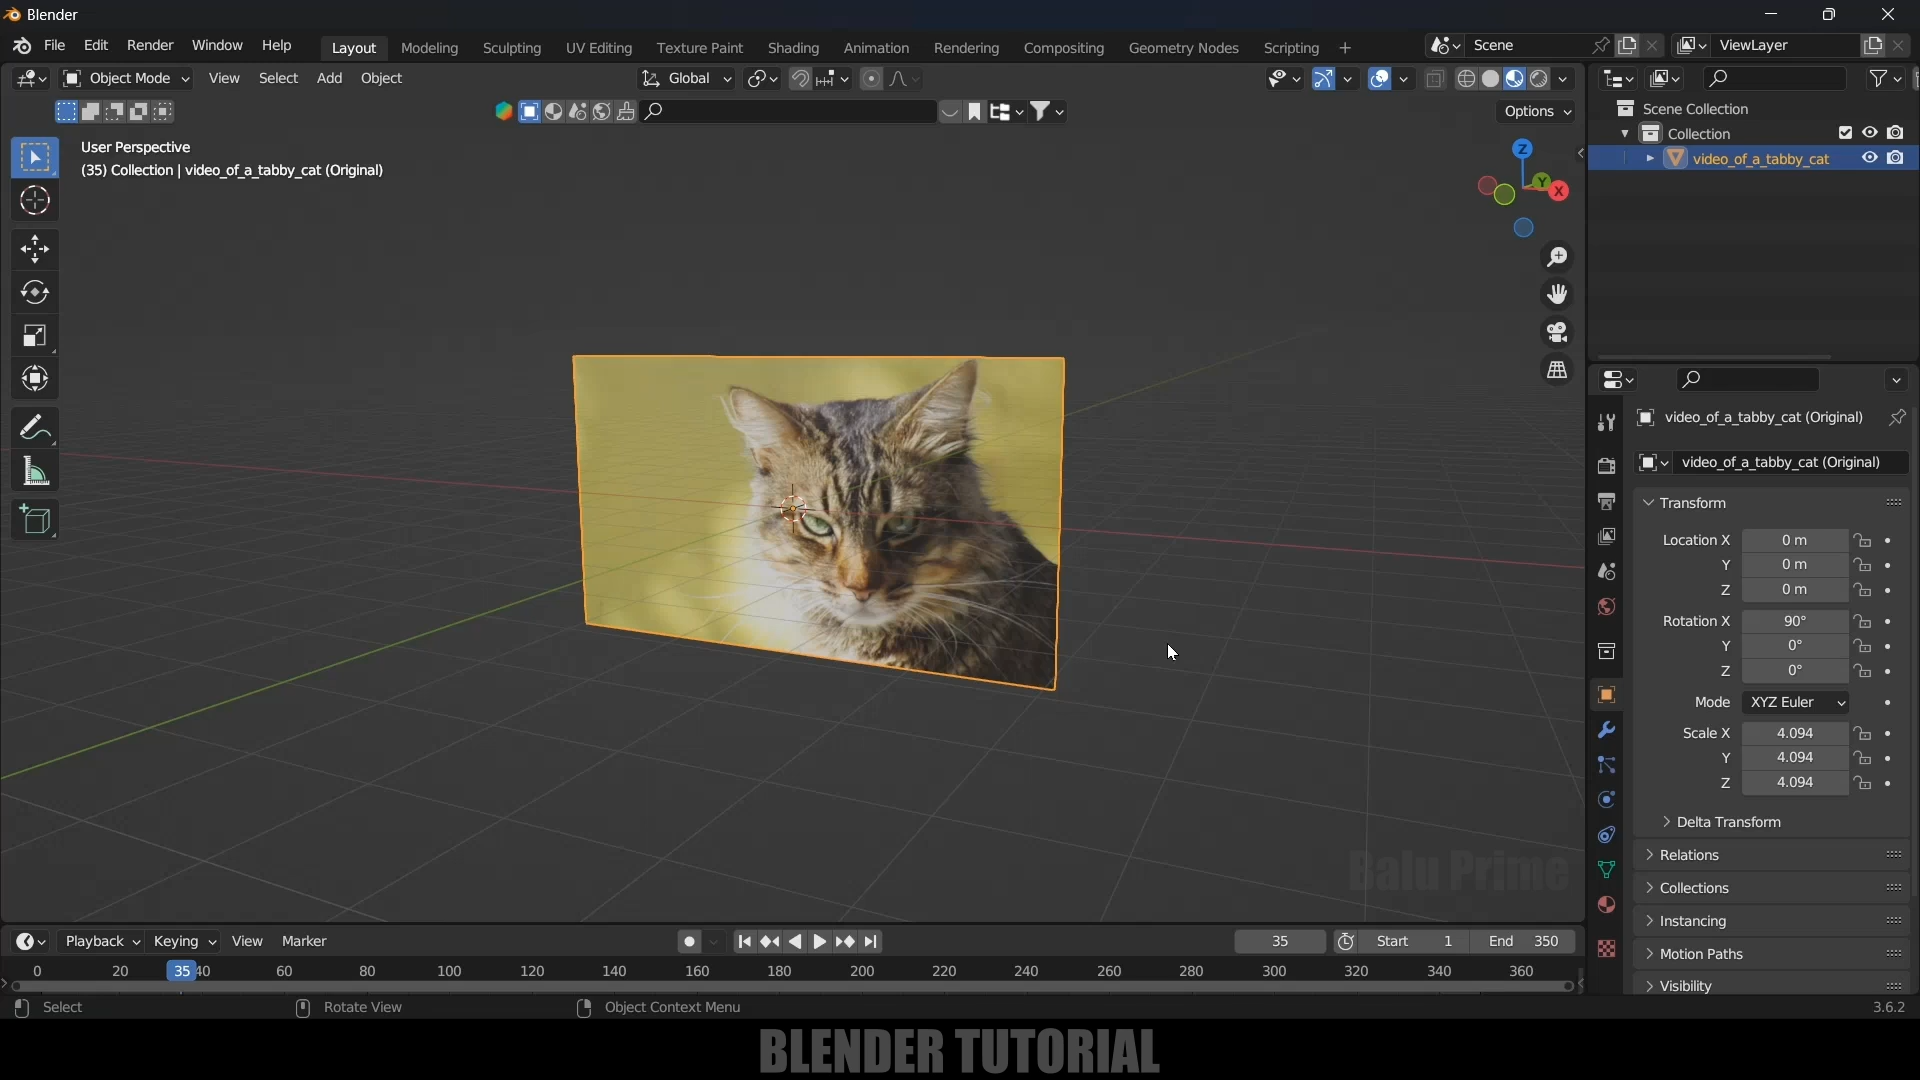 Blender
File Edit Render Window Help Layout Modeling Sculpting UV Editing Texture Paint Shading Animation Rendering Compositing Geometry Nodes Scripting + Scene ViewLayer
Object Mode View Select Add Object Global
Options
User Perspective
(35) Collection | video_of_a_tabby_cat (Original)
Z
Y
X
Scene Collection
Collection
video_of_a_tabby_cat
video_of_a_tabby_cat (Original)
video_of_a_tabby_cat (Original)
Transform
Location X 0 m
Y 0 m
Z 0 m
Rotation X 90°
Y 0°
Z 0°
Mode XYZ Euler
Scale X 4.094
Y 4.094
Z 4.094
Delta Transform
Relations
Collections
Instancing
Motion Paths
Visibility
Balu Prime
Playback Keying View Marker 35 Start 1 End 350
0 20 35 40 60 80 100 120 140 160 180 200 220 240 260 280 300 320 340 360
Select Rotate View Object Context Menu 3.6.2
BLENDER TUTORIAL